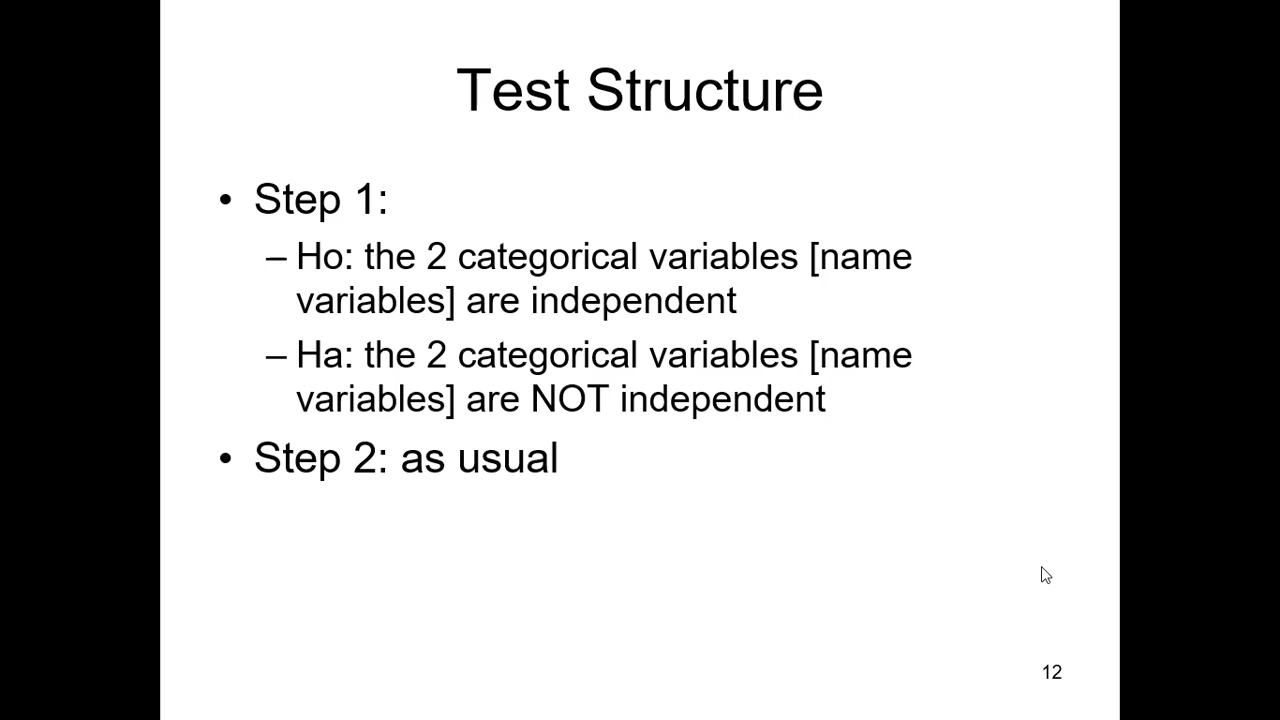 Test Structure
• Step 1:
– Ho: the 2 categorical variables [name
variables] are independent
– Ha: the 2 categorical variables [name
variables] are NOT independent
• Step 2: as usual
12